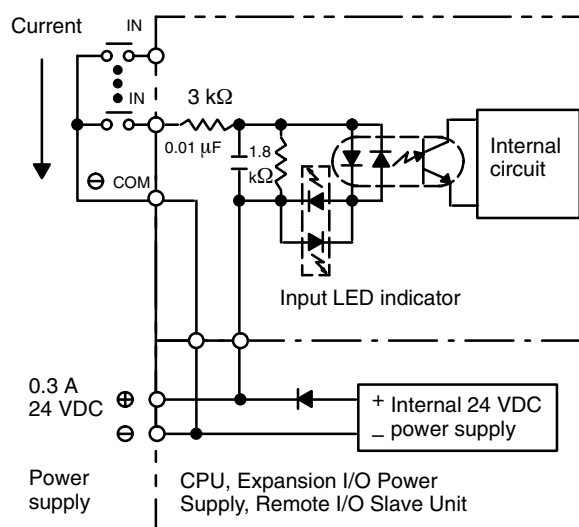 Current
IN
IN
3 kΩ
0.01 µF
1.8
kΩ
⊖ COM
Internal
circuit
Input LED indicator
0.3 A
24 VDC
⊕
⊖
+ Internal 24 VDC
– power supply
Power
supply
CPU, Expansion I/O Power
Supply, Remote I/O Slave Unit